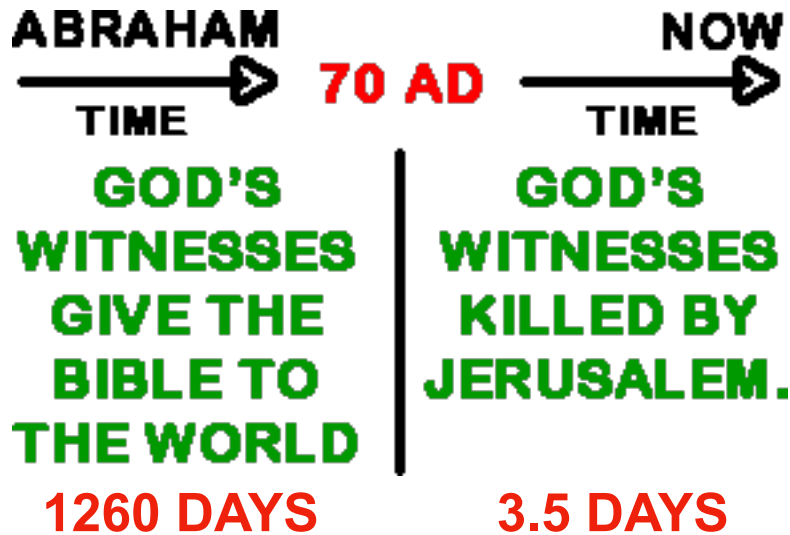 ABRAHAM
TIME
70 AD
NOW
TIME
GOD'S
WITNESSES
GIVE THE
BIBLE TO
THE WORLD
1260 DAYS
GOD'S
WITNESSES
KILLED BY
JERUSALEM.
3.5 DAYS